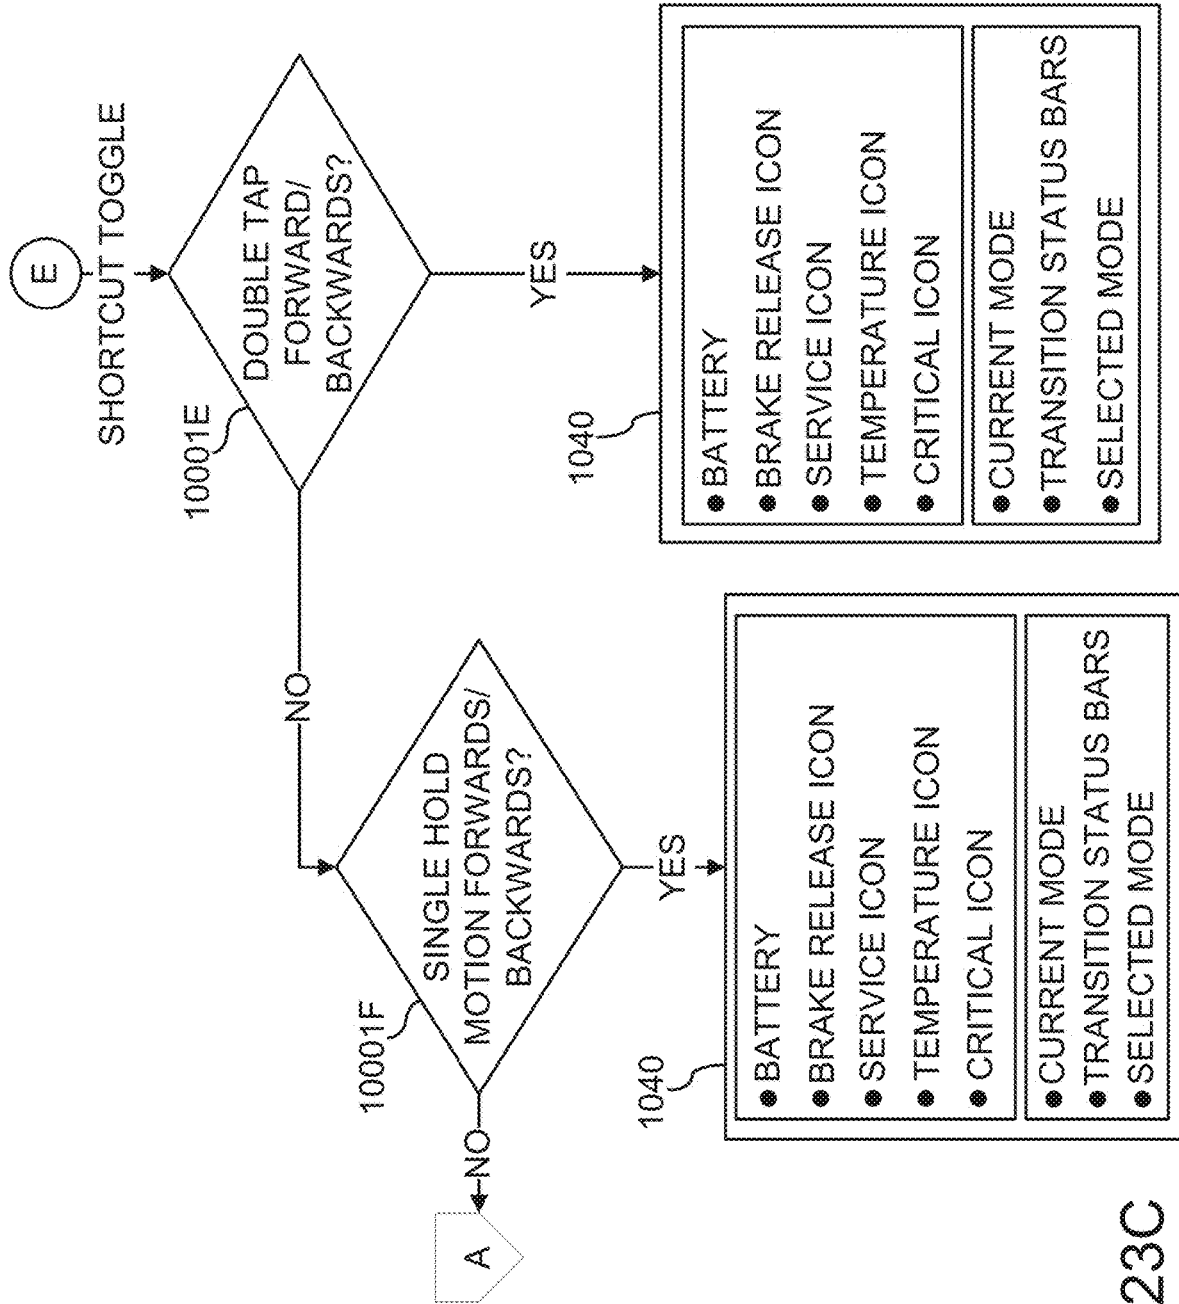 E
SHORTCUT TOGGLE
DOUBLE TAP
FORWARD/
BACKWARDS?
10001E
NO
YES
1040
● BATTERY
● BRAKE RELEASE ICON
● SERVICE ICON
● TEMPERATURE ICON
● CRITICAL ICON
● CURRENT MODE
● TRANSITION STATUS BARS
● SELECTED MODE
SINGLE HOLD
MOTION FORWARDS/
BACKWARDS?
10001F
NO
A
YES
1040
● BATTERY
● BRAKE RELEASE ICON
● SERVICE ICON
● TEMPERATURE ICON
● CRITICAL ICON
● CURRENT MODE
● TRANSITION STATUS BARS
● SELECTED MODE
23C